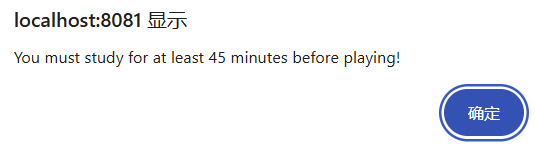 localhost:8081 显示
You must study for at least 45 minutes before playing!
确定